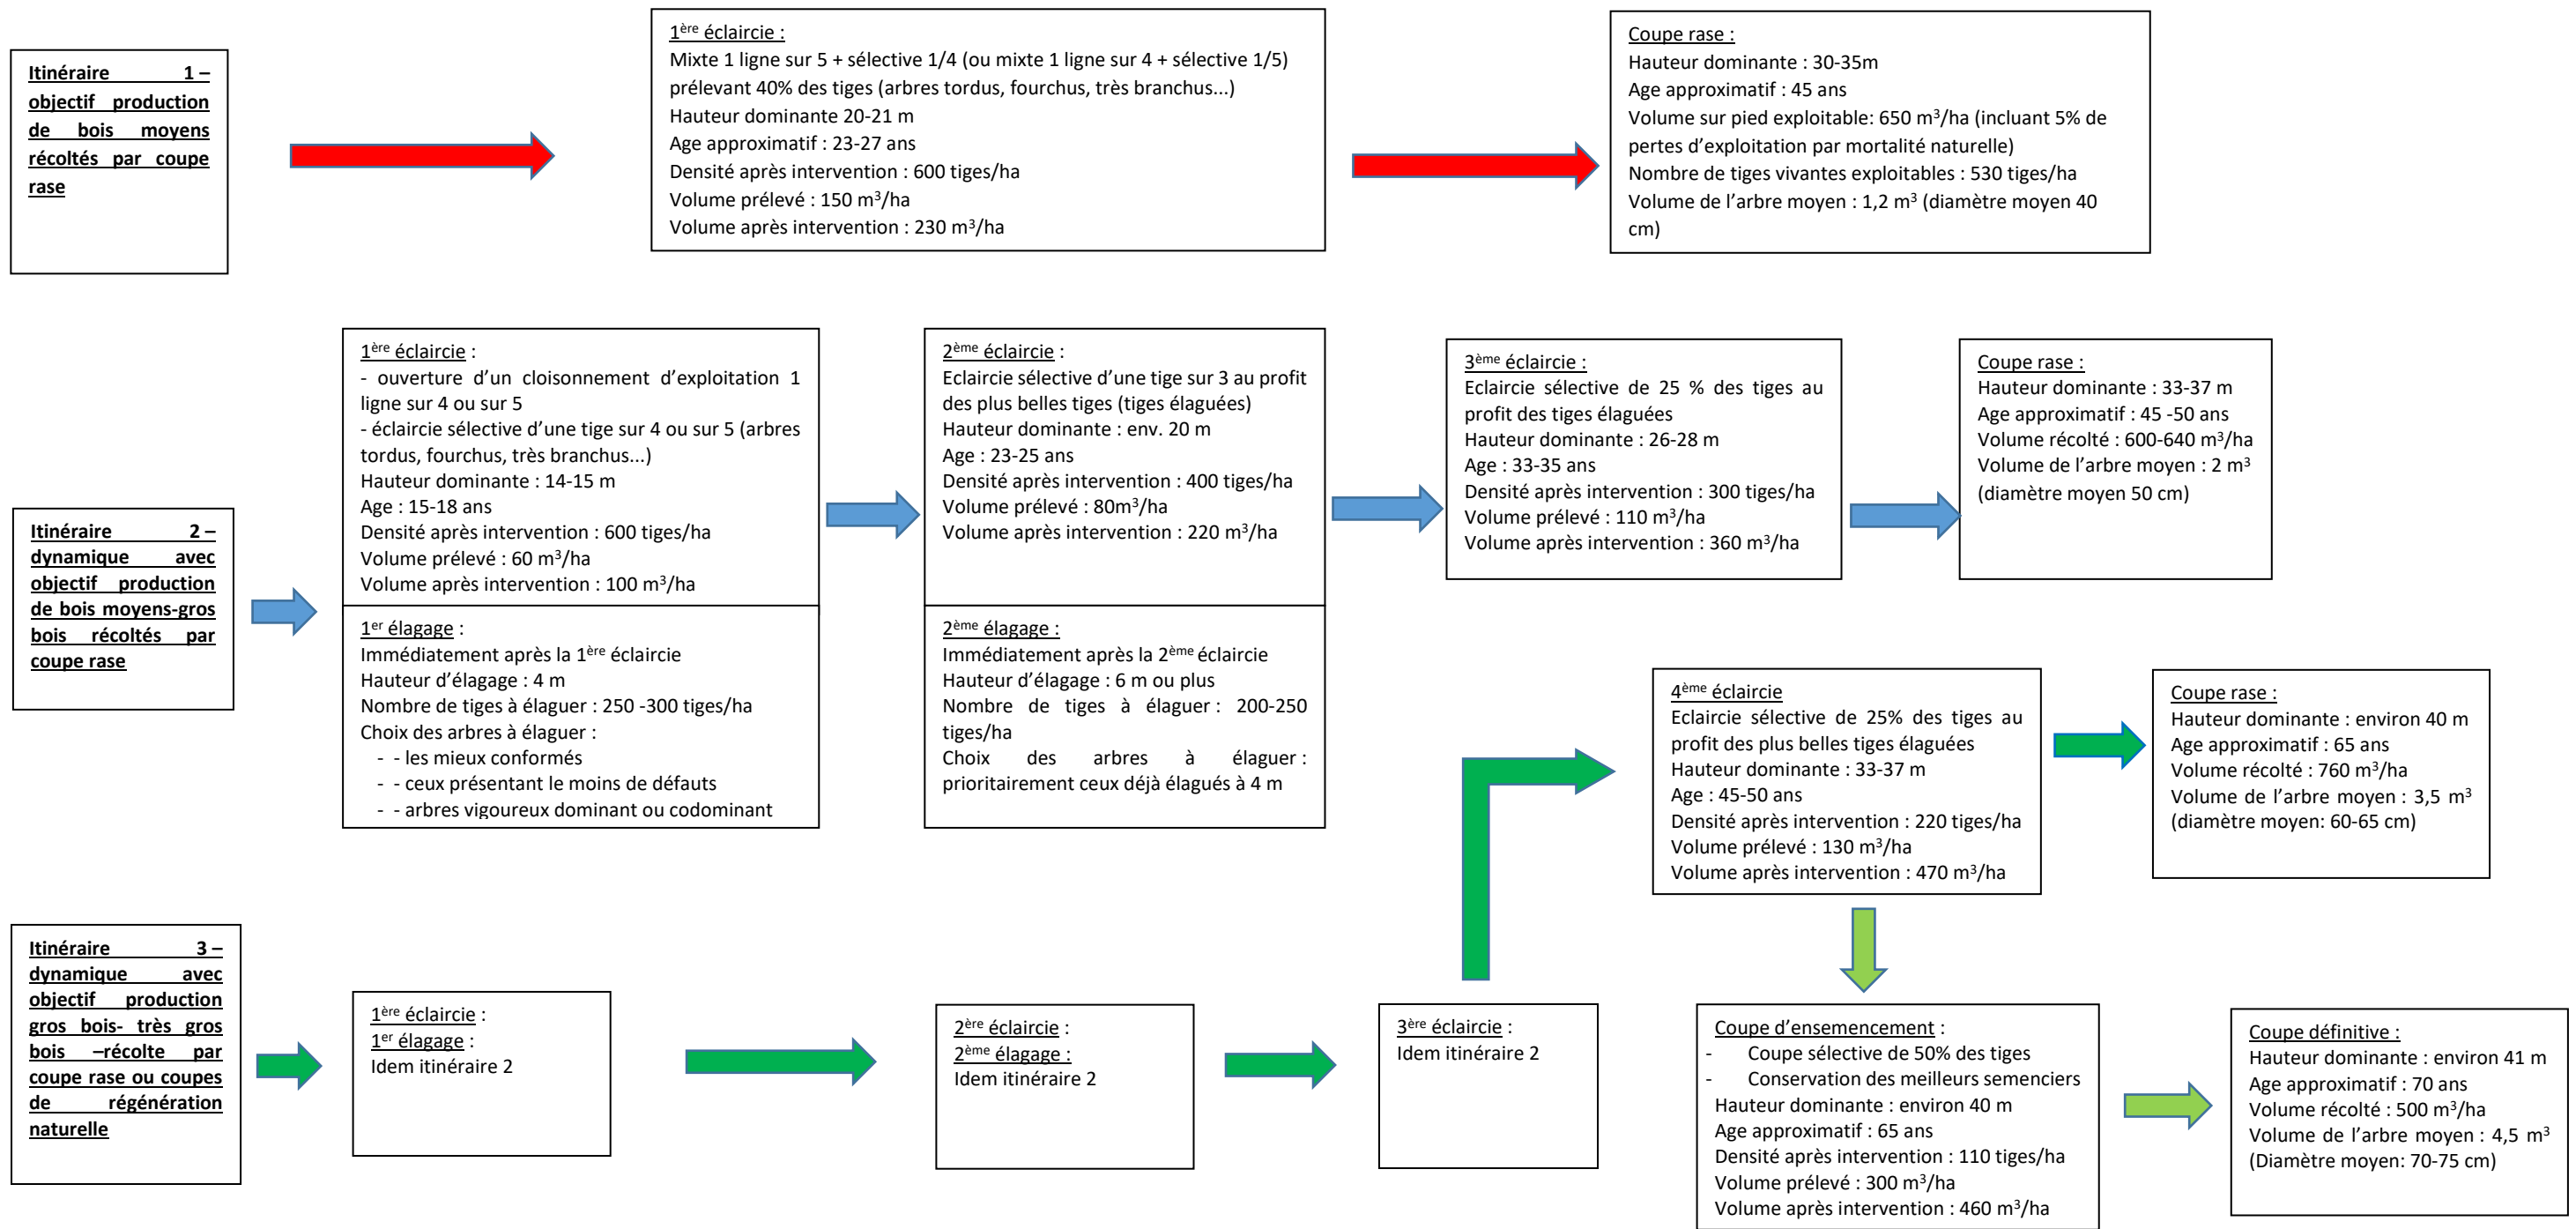 Itinéraire 1 –
objectif production
de bois moyens
récoltés par coupe
rase
1ère éclaircie :
Mixte 1 ligne sur 5 + sélective 1/4 (ou mixte 1 ligne sur 4 + sélective 1/5)
prélevant 40% des tiges (arbres tordus, fourchus, très branchus...)
Hauteur dominante 20-21 m
Age approximatif : 23-27 ans
Densité après intervention : 600 tiges/ha
Volume prélevé : 150 m³/ha
Volume après intervention : 230 m³/ha
Coupe rase :
Hauteur dominante : 30-35m
Age approximatif : 45 ans
Volume sur pied exploitable: 650 m³/ha (incluant 5% de
pertes d’exploitation par mortalité naturelle)
Nombre de tiges vivantes exploitables : 530 tiges/ha
Volume de l’arbre moyen : 1,2 m³ (diamètre moyen 40
cm)
Itinéraire 2 –
dynamique avec
objectif production
de bois moyens-gros
bois récoltés par
coupe rase
1ère éclaircie :
- ouverture d’un cloisonnement d’exploitation 1
ligne sur 4 ou sur 5
- éclaircie sélective d’une tige sur 4 ou sur 5 (arbres
tordus, fourchus, très branchus...)
Hauteur dominante : 14-15 m
Age : 15-18 ans
Densité après intervention : 600 tiges/ha
Volume prélevé : 60 m³/ha
Volume après intervention : 100 m³/ha
1er élagage :
Immédiatement après la 1ère éclaircie
Hauteur d’élagage : 4 m
Nombre de tiges à élaguer : 250 -300 tiges/ha
Choix des arbres à élaguer :
- - les mieux conformés
- - ceux présentant le moins de défauts
- - arbres vigoureux dominant ou codominant
2ème éclaircie :
Eclaircie sélective d’une tige sur 3 au profit
des plus belles tiges (tiges élaguées)
Hauteur dominante : env. 20 m
Age : 23-25 ans
Densité après intervention : 400 tiges/ha
Volume prélevé : 80m³/ha
Volume après intervention : 220 m³/ha
2ème élagage :
Immédiatement après la 2ème éclaircie
Hauteur d’élagage : 6 m ou plus
Nombre de tiges à élaguer : 200-250
tiges/ha
Choix des arbres à élaguer :
prioritairement ceux déjà élagués à 4 m
3ème éclaircie :
Eclaircie sélective de 25 % des tiges au
profit des tiges élaguées
Hauteur dominante : 26-28 m
Age : 33-35 ans
Densité après intervention : 300 tiges/ha
Volume prélevé : 110 m³/ha
Volume après intervention : 360 m³/ha
Coupe rase :
Hauteur dominante : 33-37 m
Age approximatif : 45 -50 ans
Volume récolté : 600-640 m³/ha
Volume de l’arbre moyen : 2 m³
(diamètre moyen 50 cm)
Itinéraire 3 –
dynamique avec
objectif production
gros bois- très gros
bois –récolte par
coupe rase ou coupes
de régénération
naturelle
1ère éclaircie :
1er élagage :
Idem itinéraire 2
2ère éclaircie :
2ème élagage :
Idem itinéraire 2
3ère éclaircie :
Idem itinéraire 2
4ème éclaircie
Eclaircie sélective de 25% des tiges au
profit des plus belles tiges élaguées
Hauteur dominante : 33-37 m
Age : 45-50 ans
Densité après intervention : 220 tiges/ha
Volume prélevé : 130 m³/ha
Volume après intervention : 470 m³/ha
Coupe rase :
Hauteur dominante : environ 40 m
Age approximatif : 65 ans
Volume récolté : 760 m³/ha
Volume de l’arbre moyen : 3,5 m³
(diamètre moyen: 60-65 cm)
Coupe d’ensemencement :
- Coupe sélective de 50% des tiges
- Conservation des meilleurs semenciers
Hauteur dominante : environ 40 m
Age approximatif : 65 ans
Densité après intervention : 110 tiges/ha
Volume prélevé : 300 m³/ha
Volume après intervention : 460 m³/ha
Coupe définitive :
Hauteur dominante : environ 41 m
Age approximatif : 70 ans
Volume récolté : 500 m³/ha
Volume de l’arbre moyen : 4,5 m³
(Diamètre moyen: 70-75 cm)